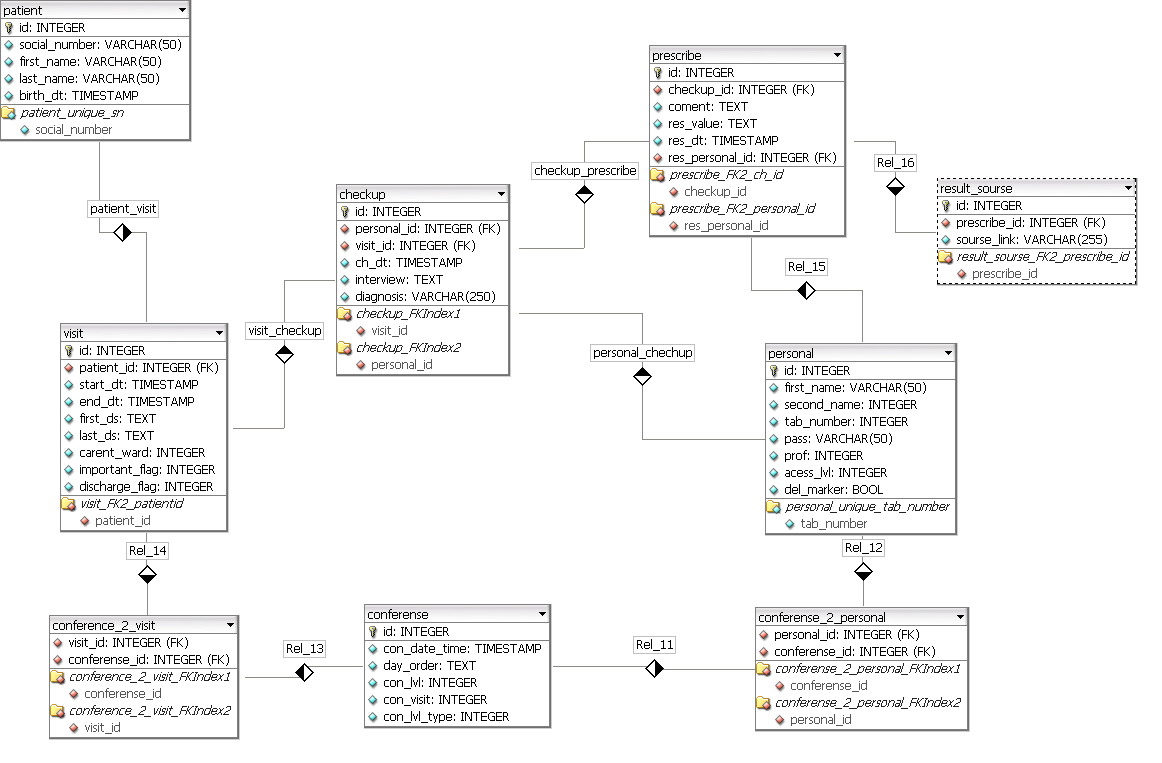 patient
id: INTEGER
social_number: VARCHAR(50)
first_name: VARCHAR(50)
last_name: VARCHAR(50)
birth_dt: TIMESTAMP
patient_unique_sn
social_number
patient_visit
visit
id: INTEGER
patient_id: INTEGER (FK)
start_dt: TIMESTAMP
end_dt: TIMESTAMP
first_ds: TEXT
last_ds: TEXT
carent_ward: INTEGER
important_flag: INTEGER
discharge_flag: INTEGER
visit_FK2_patientid
patient_id
visit_checkup
checkup
id: INTEGER
personal_id: INTEGER (FK)
visit_id: INTEGER (FK)
ch_dt: TIMESTAMP
interview: TEXT
diagnosis: VARCHAR(250)
checkup_FKIndex1
visit_id
checkup_FKIndex2
personal_id
checkup_prescribe
prescribe
id: INTEGER
checkup_id: INTEGER (FK)
coment: TEXT
res_value: TEXT
res_dt: TIMESTAMP
res_personal_id: INTEGER (FK)
prescribe_FK2_ch_id
checkup_id
prescribe_FK2_personal_id
res_personal_id
Rel_16
result_sourse
id: INTEGER
prescribe_id: INTEGER (FK)
sourse_link: VARCHAR(255)
result_sourse_FK2_prescribe_id
prescribe_id
Rel_15
personal_chechup
personal
id: INTEGER
first_name: VARCHAR(50)
second_name: INTEGER
tab_number: INTEGER
pass: VARCHAR(50)
prof: INTEGER
acess_lvl: INTEGER
del_marker: BOOL
personal_unique_tab_number
tab_number
Rel_14
Rel_12
conference_2_visit
visit_id: INTEGER (FK)
conferense_id: INTEGER (FK)
conference_2_visit_FKIndex1
conferense_id
conference_2_visit_FKIndex2
visit_id
Rel_13
conferense
id: INTEGER
con_date_time: TIMESTAMP
day_order: TEXT
con_lvl: INTEGER
con_visit: INTEGER
con_lvl_type: INTEGER
Rel_11
conferense_2_personal
personal_id: INTEGER (FK)
conferense_id: INTEGER (FK)
conferense_2_personal_FKIndex1
conferense_id
conferense_2_personal_FKIndex2
personal_id